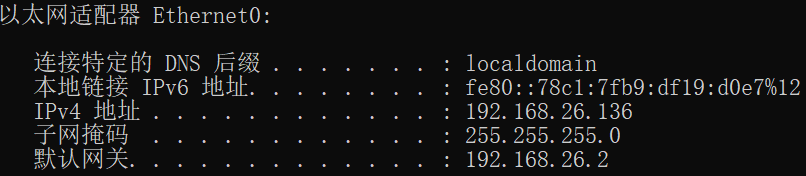 以太网适配器 Ethernet0:
连接特定的 DNS 后缀 . . . . . . . : localdomain
本地链接 IPv6 地址. . . . . . . . : fe80::78c1:7fb9:df19:d0e7%12
IPv4 地址 . . . . . . . . . . . . : 192.168.26.136
子网掩码  . . . . . . . . . . . . : 255.255.255.0
默认网关. . . . . . . . . . . . . : 192.168.26.2